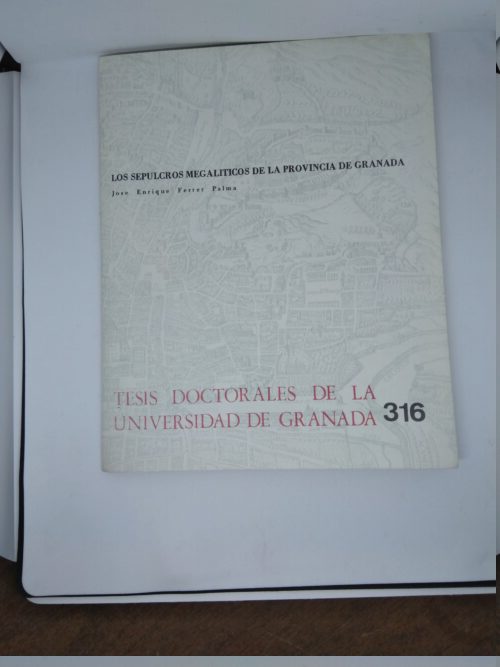 LOS SEPULCROS MEGALITICOS DE LA PROVINCIA DE GRANADA
Jose Enrique Ferrer Palma
TESIS DOCTORALES DE LA
UNIVERSIDAD DE GRANADA 316